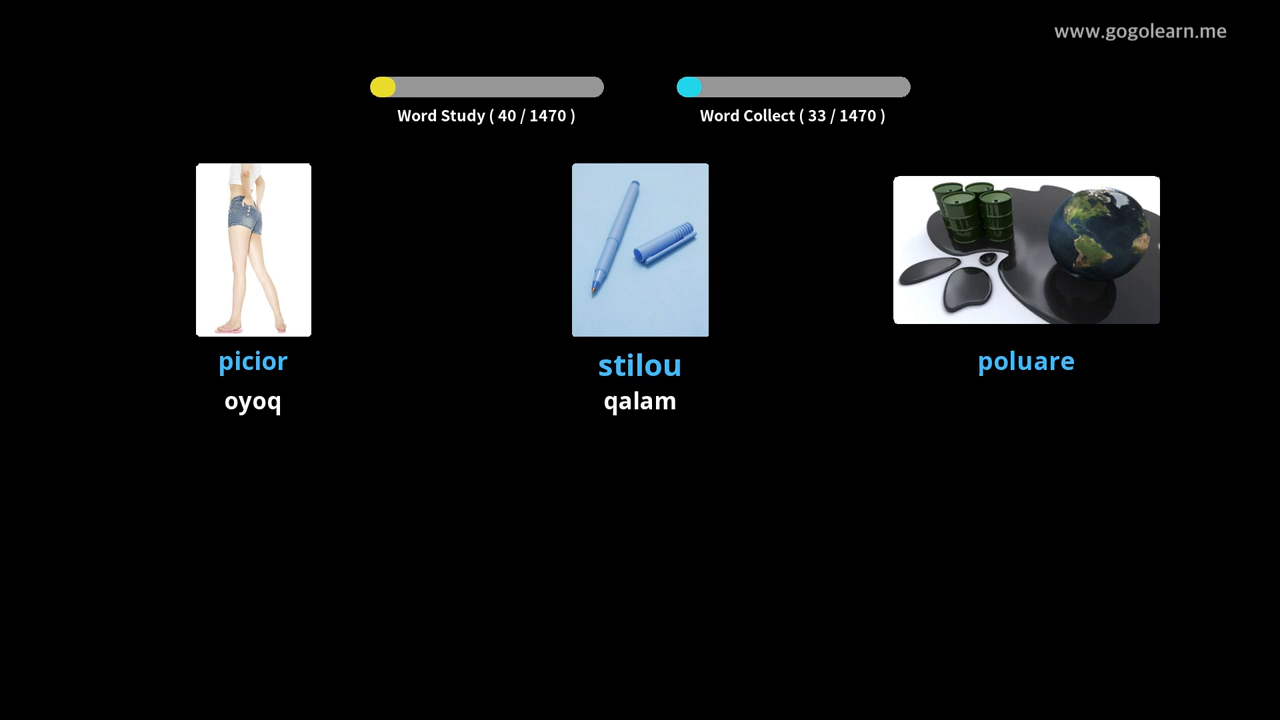 www.gogolearn.me
Word Study ( 40 / 1470 )
Word Collect ( 33 / 1470 )
picior
stilou
poluare
oyoq
qalam